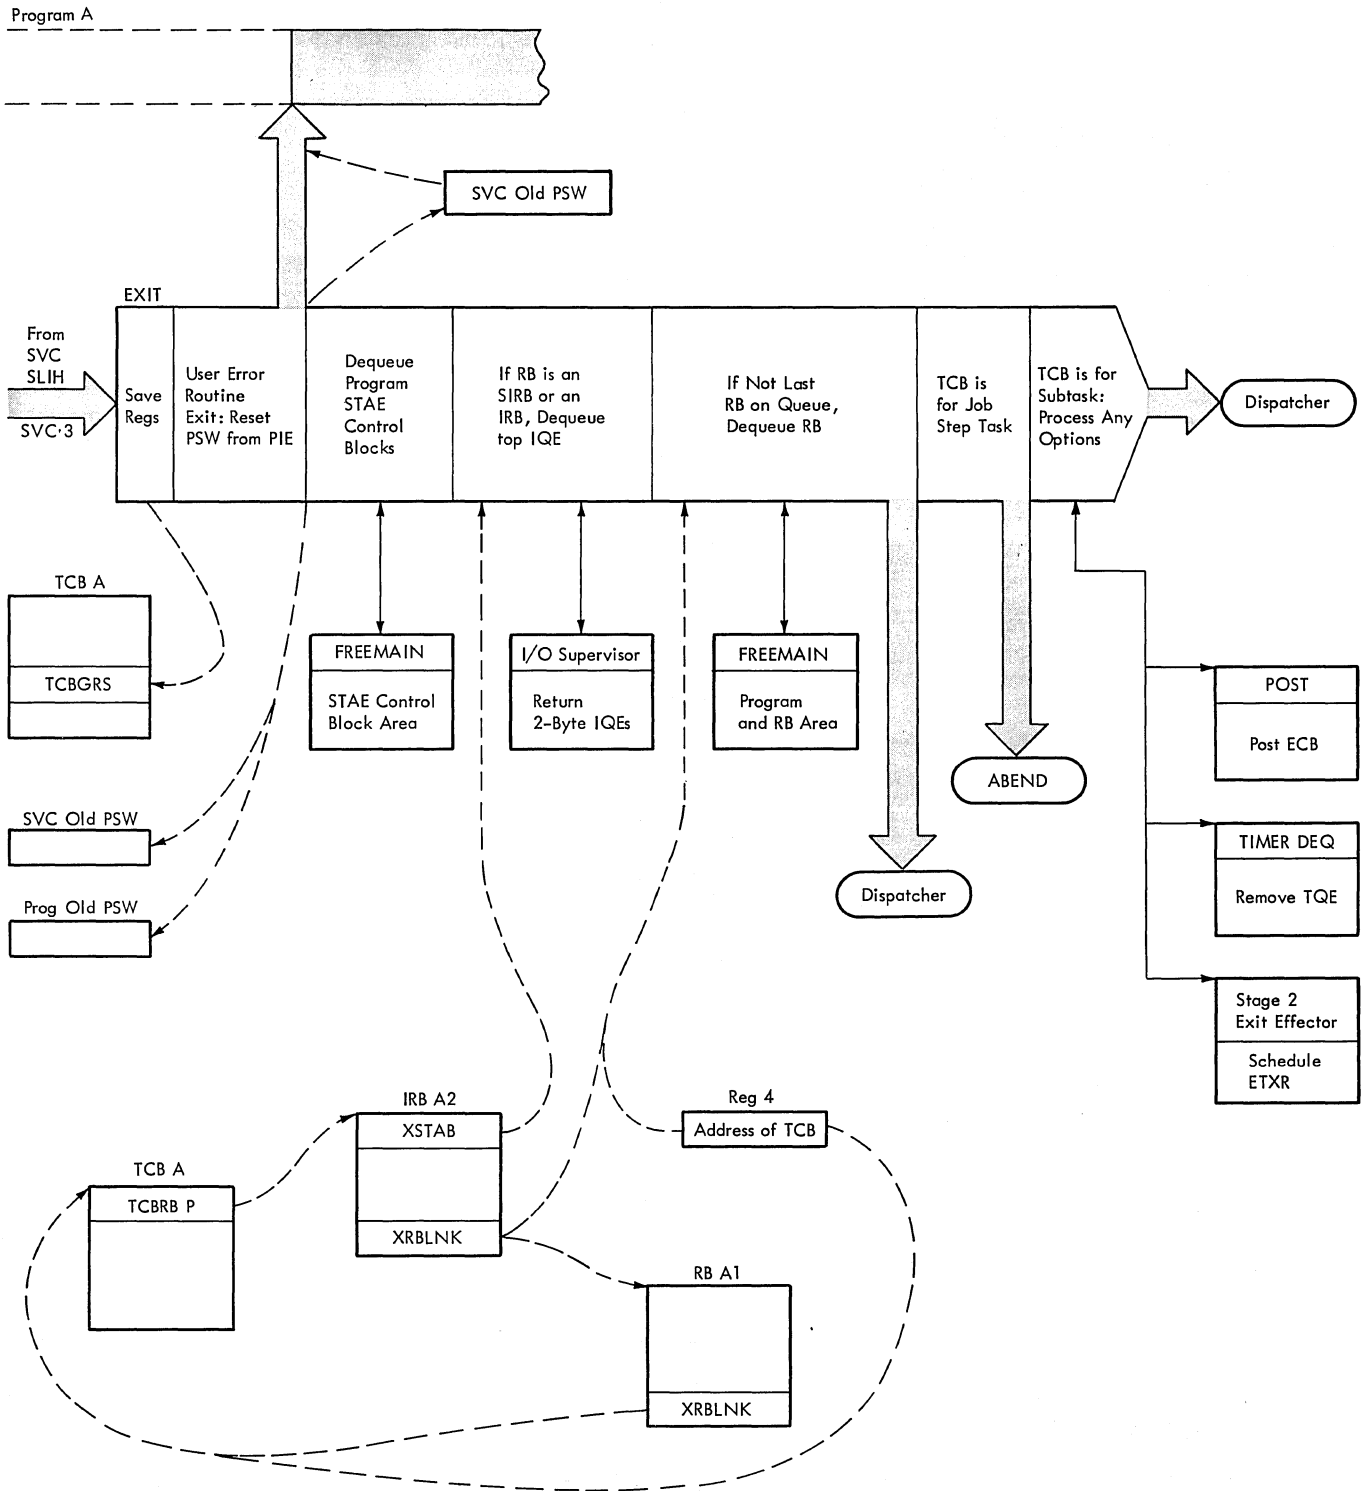 Program A
SVC Old PSW
EXIT
From
SVC
SLIH
SVC·3
Save
Regs
User Error
Routine
Exit: Reset
PSW from PIE
Dequeue
Program
STAE
Control
Blocks
If RB is an
SIRB or an
IRB, Dequeue
top IQE
If Not Last
RB on Queue,
Dequeue RB
TCB is
for Job
Step Task
TCB is for
Subtask:
Process Any
Options
Dispatcher
TCB A
TCBGRS
FREEMAIN
STAE Control
Block Area
I/O Supervisor
Return
2-Byte IQEs
FREEMAIN
Program
and RB Area
POST
Post ECB
ABEND
SVC Old PSW
TIMER DEQ
Remove TQE
Dispatcher
Prog Old PSW
Stage 2
Exit Effector
Schedule
ETXR
IRB A2
XSTAB
XRBLNK
Reg 4
Address of TCB
TCB A
TCBRB P
RB A1
XRBLNK